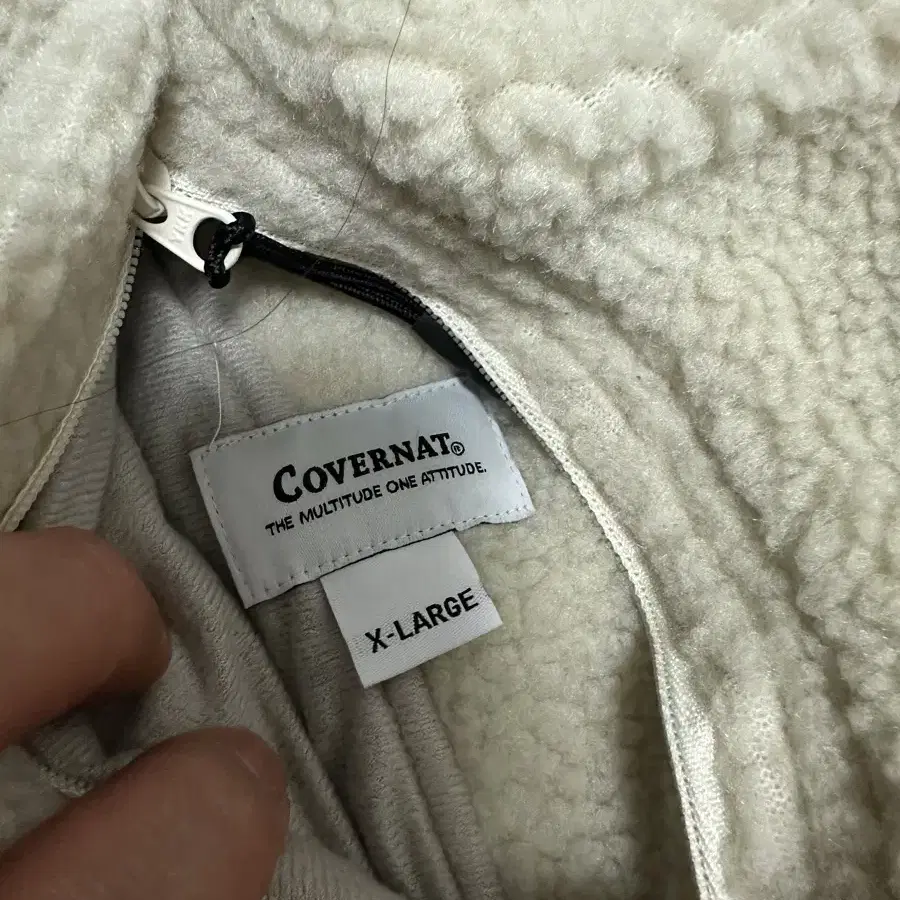 COVERNAT®
THE MULTITUDE ONE ATTITUDE.
X-LARGE